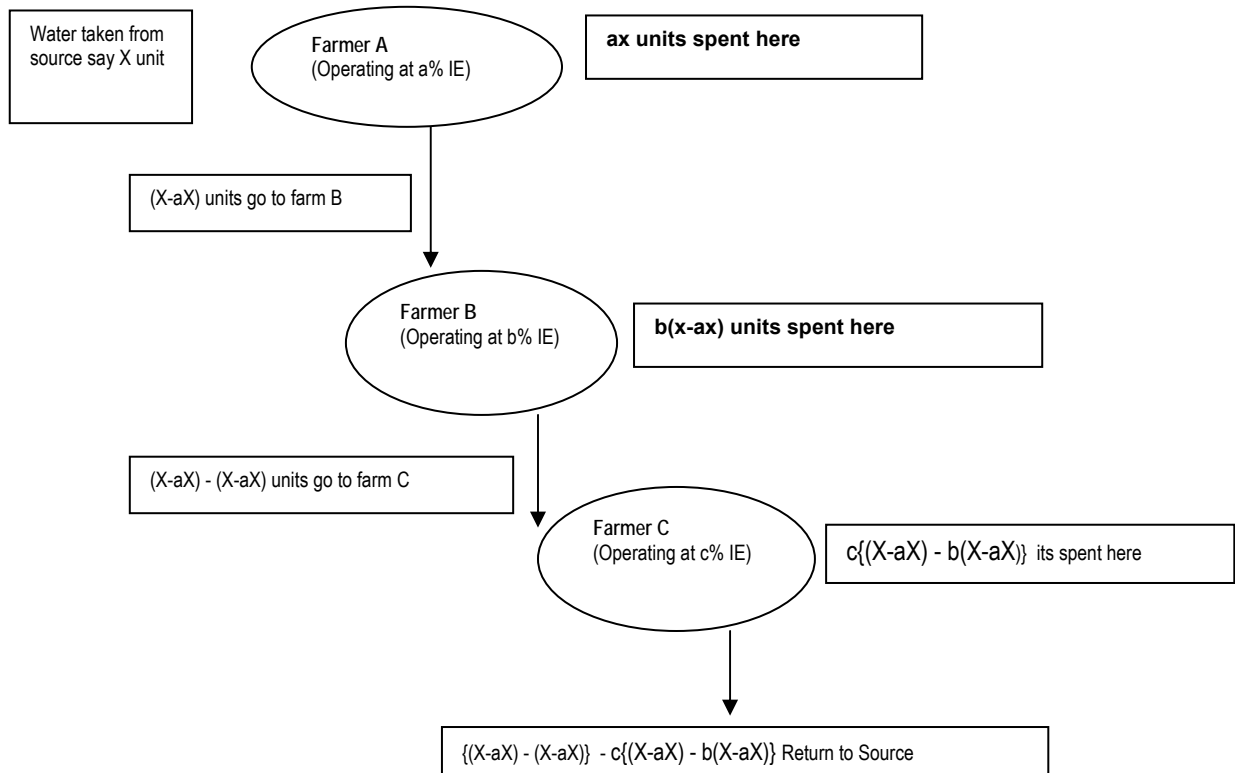 Water taken from
source say X unit
Farmer A
(Operating at a% IE)
ax units spent here
(X-aX) units go to farm B
Farmer B
(Operating at b% IE)
b(x-ax) units spent here
(X-aX) - (X-aX) units go to farm C
Farmer C
(Operating at c% IE)
c{(X-aX) - b(X-aX)} its spent here
{(X-aX) - (X-aX)} - c{(X-aX) - b(X-aX)} Return to Source